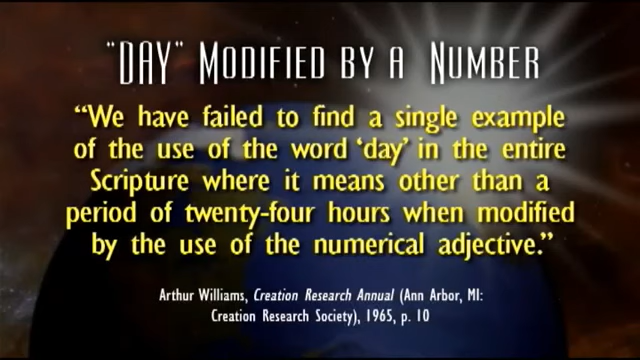 "DAY" MODIFIED BY A NUMBER
"We have failed to find a single example
of the use of the word 'day' in the entire
Scripture where it means other than a
period of twenty-four hours when modified
by the use of the numerical adjective."
Arthur Williams, Creation Research Annual (Ann Arbor, MI:
Creation Research Society), 1965, p. 10